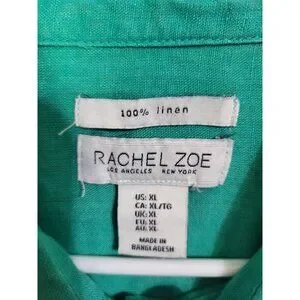 100% linen
RACHEL ZOE
LOS ANGELES NEW YORK
US: XL
CA: XL/TG
UK: XL
EU: XL
AU: XL
MADE IN
BANGLADESH